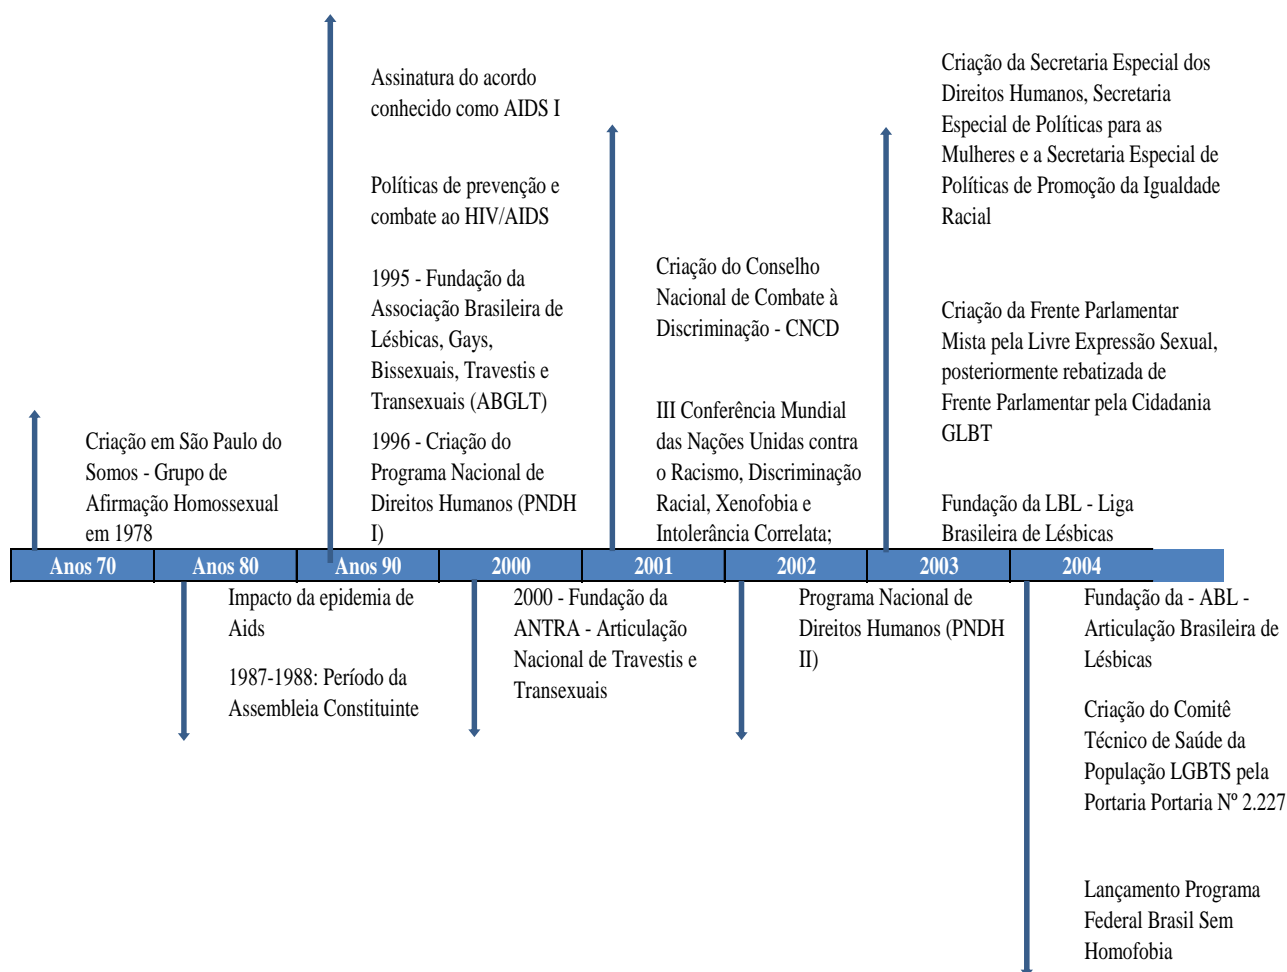 Assinatura do acordo
conhecido como AIDS I
Políticas de prevenção e
combate ao HIV/AIDS
1995 - Fundação da
Associação Brasileira de
Lésbicas, Gays,
Bissexuais, Travestis e
Transexuais (ABGLT)
1996 - Criação do
Programa Nacional de
Direitos Humanos (PNDH
I)
Criação em São Paulo do
Somos - Grupo de
Afirmação Homossexual
em 1978
Criação do Conselho
Nacional de Combate à
Discriminação - CNCD
III Conferência Mundial
das Nações Unidas contra
o Racismo, Discriminação
Racial, Xenofobia e
Intolerância Correlata;
Criação da Secretaria Especial dos
Direitos Humanos, Secretaria
Especial de Políticas para as
Mulheres e a Secretaria Especial de
Políticas de Promoção da Igualdade
Racial
Criação da Frente Parlamentar
Mista pela Livre Expressão Sexual,
posteriormente rebatizada de
Frente Parlamentar pela Cidadania
GLBT
Fundação da LBL - Liga
Brasileira de Lésbicas
Anos 70 Anos 80 Anos 90 2000 2001 2002 2003 2004
Impacto da epidemia de
Aids
1987-1988: Período da
Assembleia Constituinte
2000 - Fundação da
ANTRA - Articulação
Nacional de Travestis e
Transexuais
Programa Nacional de
Direitos Humanos (PNDH
II)
Fundação da - ABL -
Articulação Brasileira de
Lésbicas
Criação do Comitê
Técnico de Saúde da
População LGBTS pela
Portaria Portaria Nº 2.227
Lançamento Programa
Federal Brasil Sem
Homofobia